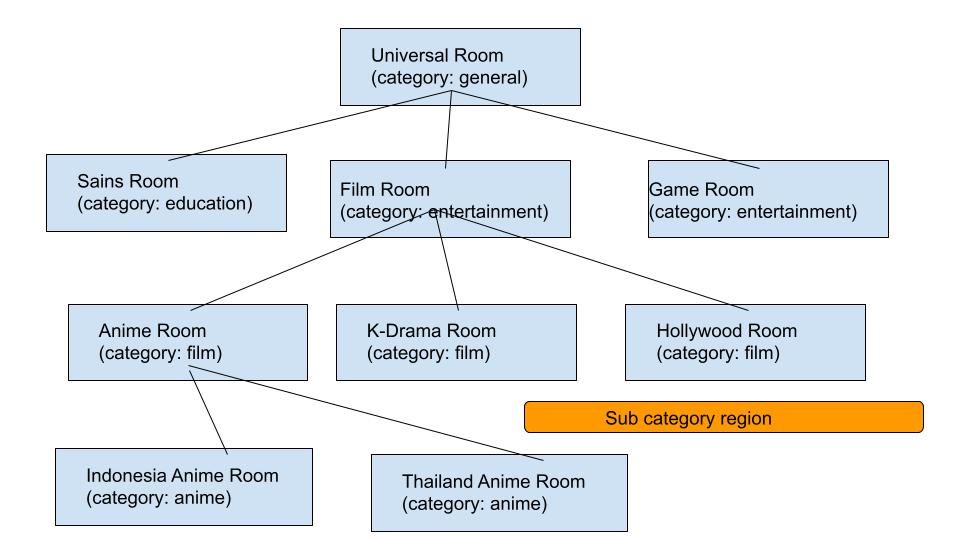 Universal Room
(category: general)
Sains Room
(category: education)
Film Room
(category: entertainment)
Game Room
(category: entertainment)
Anime Room
(category: film)
K-Drama Room
(category: film)
Hollywood Room
(category: film)
Sub category region
Indonesia Anime Room
(category: anime)
Thailand Anime Room
(category: anime)